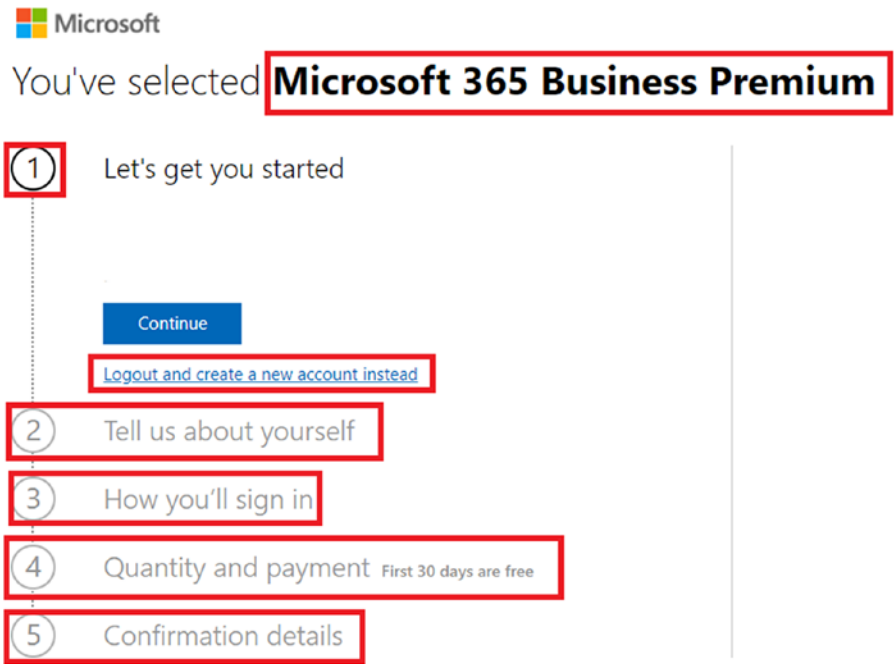 Microsoft
You've selected Microsoft 365 Business Premium
1 Let's get you started
Continue
Logout and create a new account instead
2 Tell us about yourself
3 How you'll sign in
4 Quantity and payment First 30 days are free
5 Confirmation details